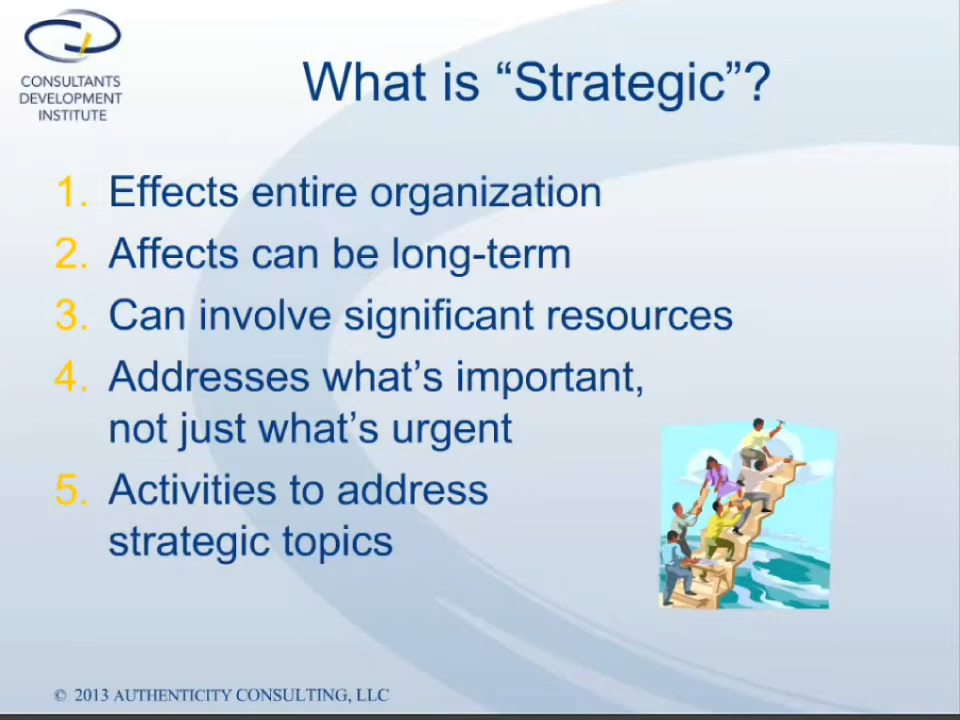 CONSULTANTS
DEVELOPMENT
INSTITUTE
What is “Strategic”?
1. Effects entire organization
2. Affects can be long-term
3. Can involve significant resources
4. Addresses what’s important,
not just what’s urgent
5. Activities to address
strategic topics
© 2013 AUTHENTICITY CONSULTING, LLC